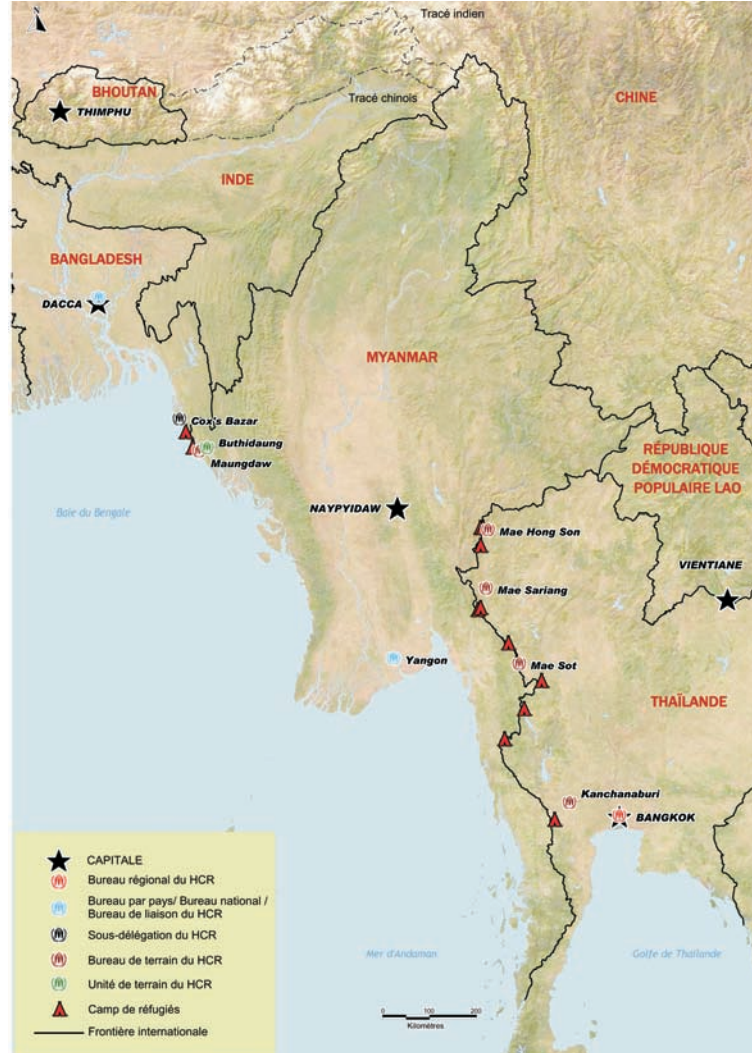 N
Tracé indien
BHOUTAN
THIMPHU
Tracé chinois
CHINE
INDE
BANGLADESH
DACCA
MYANMAR
Cox's Bazar
Buthidaung
Maungdaw
RÉPUBLIQUE
DÉMOCRATIQUE
POPULAIRE LAO
Baie du Bengale
NAYPYIDAW
Mae Hong Son
VIENTIANE
Mae Sariang
Yangon
Mae Sot
THAÏLANDE
Kanchanaburi
BANGKOK
CAPITALE
Bureau régional du HCR
Bureau par pays/ Bureau national /
Bureau de liaison du HCR
Sous-délégation du HCR
Bureau de terrain du HCR
Unité de terrain du HCR
Camp de réfugiés
Frontière internationale
Mer d'Andaman
Golfe de Thaïlande
0 100 200
Kilomètres